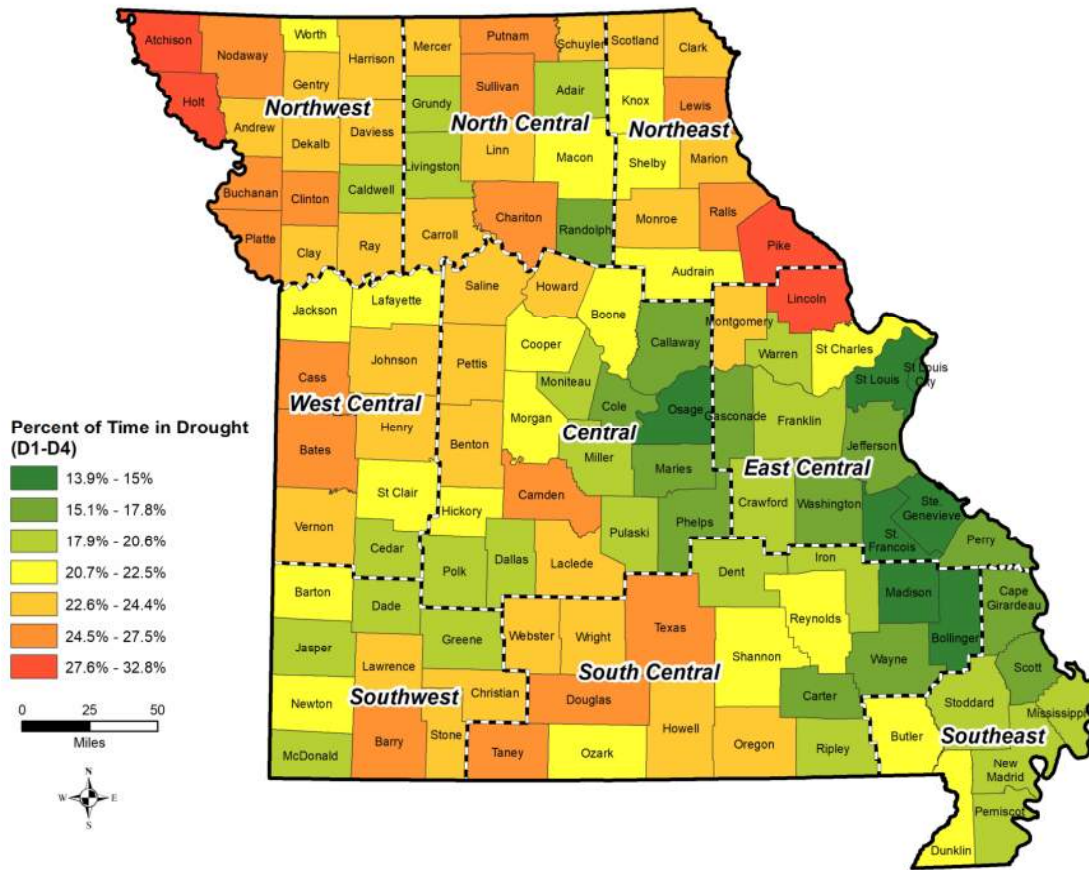 Atchison
Nodaway
Worth
Harrison
Mercer
Putnam
Schuyler
Scotland
Clark
Holt
Gentry
Northwest
Grundy
Sullivan
Adair
North Central
Knox
Lewis
Northeast
Andrew
Dekalb
Daviess
Livingston
Linn
Macon
Shelby
Marion
Buchanan
Clinton
Caldwell
Chariton
Randolph
Monroe
Ralls
Pike
Platte
Clay
Ray
Carroll
Audrain
Jackson
Lafayette
Saline
Howard
Boone
Callaway
Montgomery
Lincoln
Warren
St Charles
Cass
Johnson
Pettis
Cooper
Moniteau
Cole
Osage
Gasconade
Franklin
St Louis
St Louis
City
West Central
Morgan
Central
East Central
Jefferson
Bates
Henry
Benton
Miller
Maries
Crawford
Washington
Ste.
Genevieve
Vernon
St Clair
Hickory
Camden
Pulaski
Phelps
St.
Francois
Perry
Cedar
Polk
Dallas
Laclede
Dent
Iron
Madison
Bollinger
Cape
Girardeau
Barton
Dade
Greene
Webster
Wright
Texas
Shannon
Reynolds
Wayne
Scott
Jasper
Lawrence
Southwest
Christian
South Central
Douglas
Carter
Stoddard
Mississippi
Southeast
Newton
McDonald
Barry
Stone
Taney
Ozark
Howell
Oregon
Ripley
Butler
New
Madrid
Pemiscot
Dunklin
Percent of Time in Drought
(D1-D4)
13.9% - 15%
15.1% - 17.8%
17.9% - 20.6%
20.7% - 22.5%
22.6% - 24.4%
24.5% - 27.5%
27.6% - 32.8%
0 25 50
Miles
N
W E
S